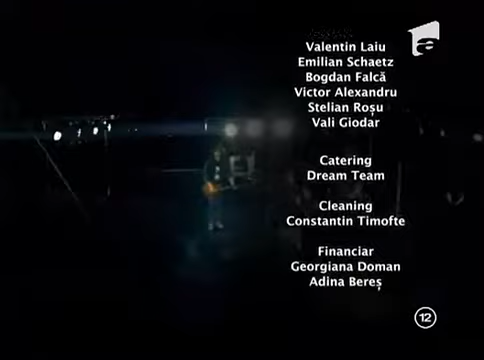 Valentin Laiu
Emilian Schaetz
Bogdan Falcă
Victor Alexandru
Stelian Roșu
Vali Giodar
Catering
Dream Team
Cleaning
Constantin Timofte
Financiar
Georgiana Doman
Adina Bereș
a
12